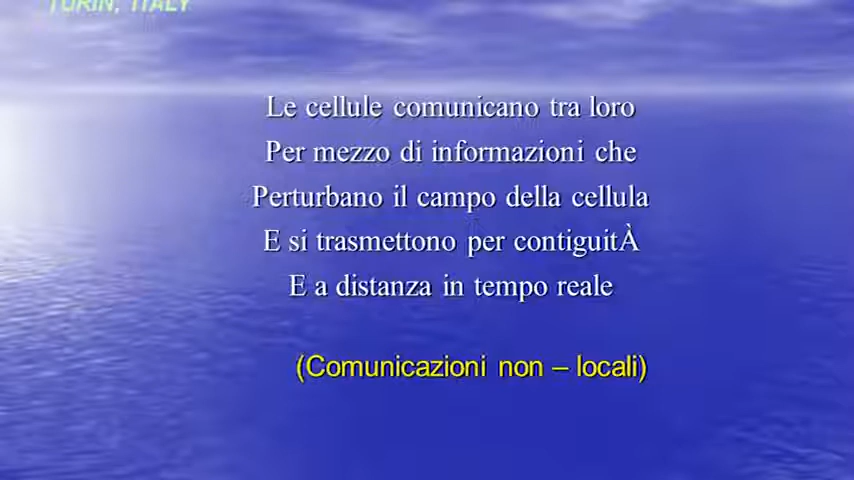 TURIN, ITALY
Le cellule comunicano tra loro
Per mezzo di informazioni che
Perturbano il campo della cellula
E si trasmettono per contiguitÀ
E a distanza in tempo reale
(Comunicazioni non – locali)